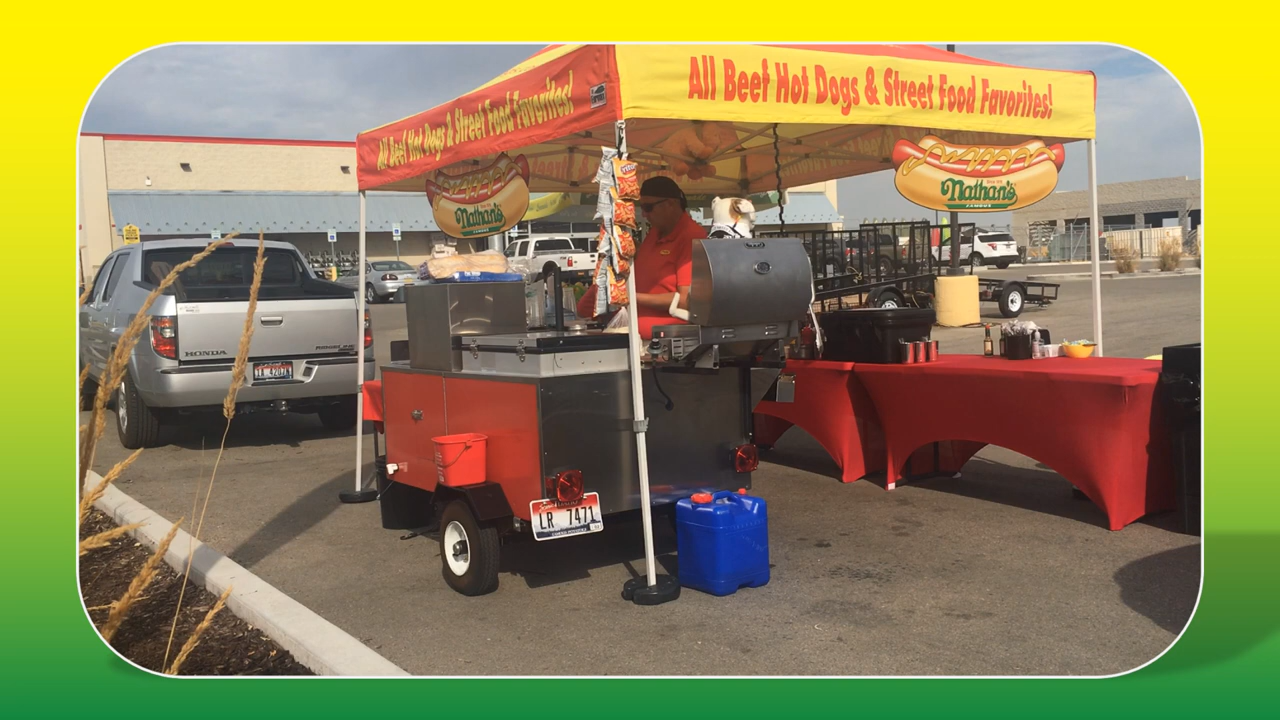 All Beef Hot Dogs & Street Food Favorites!
All Beef Hot Dogs & Street Food Favorites!
Nathan's
FAMOUS
Nathan's
HONDA
LR 7471